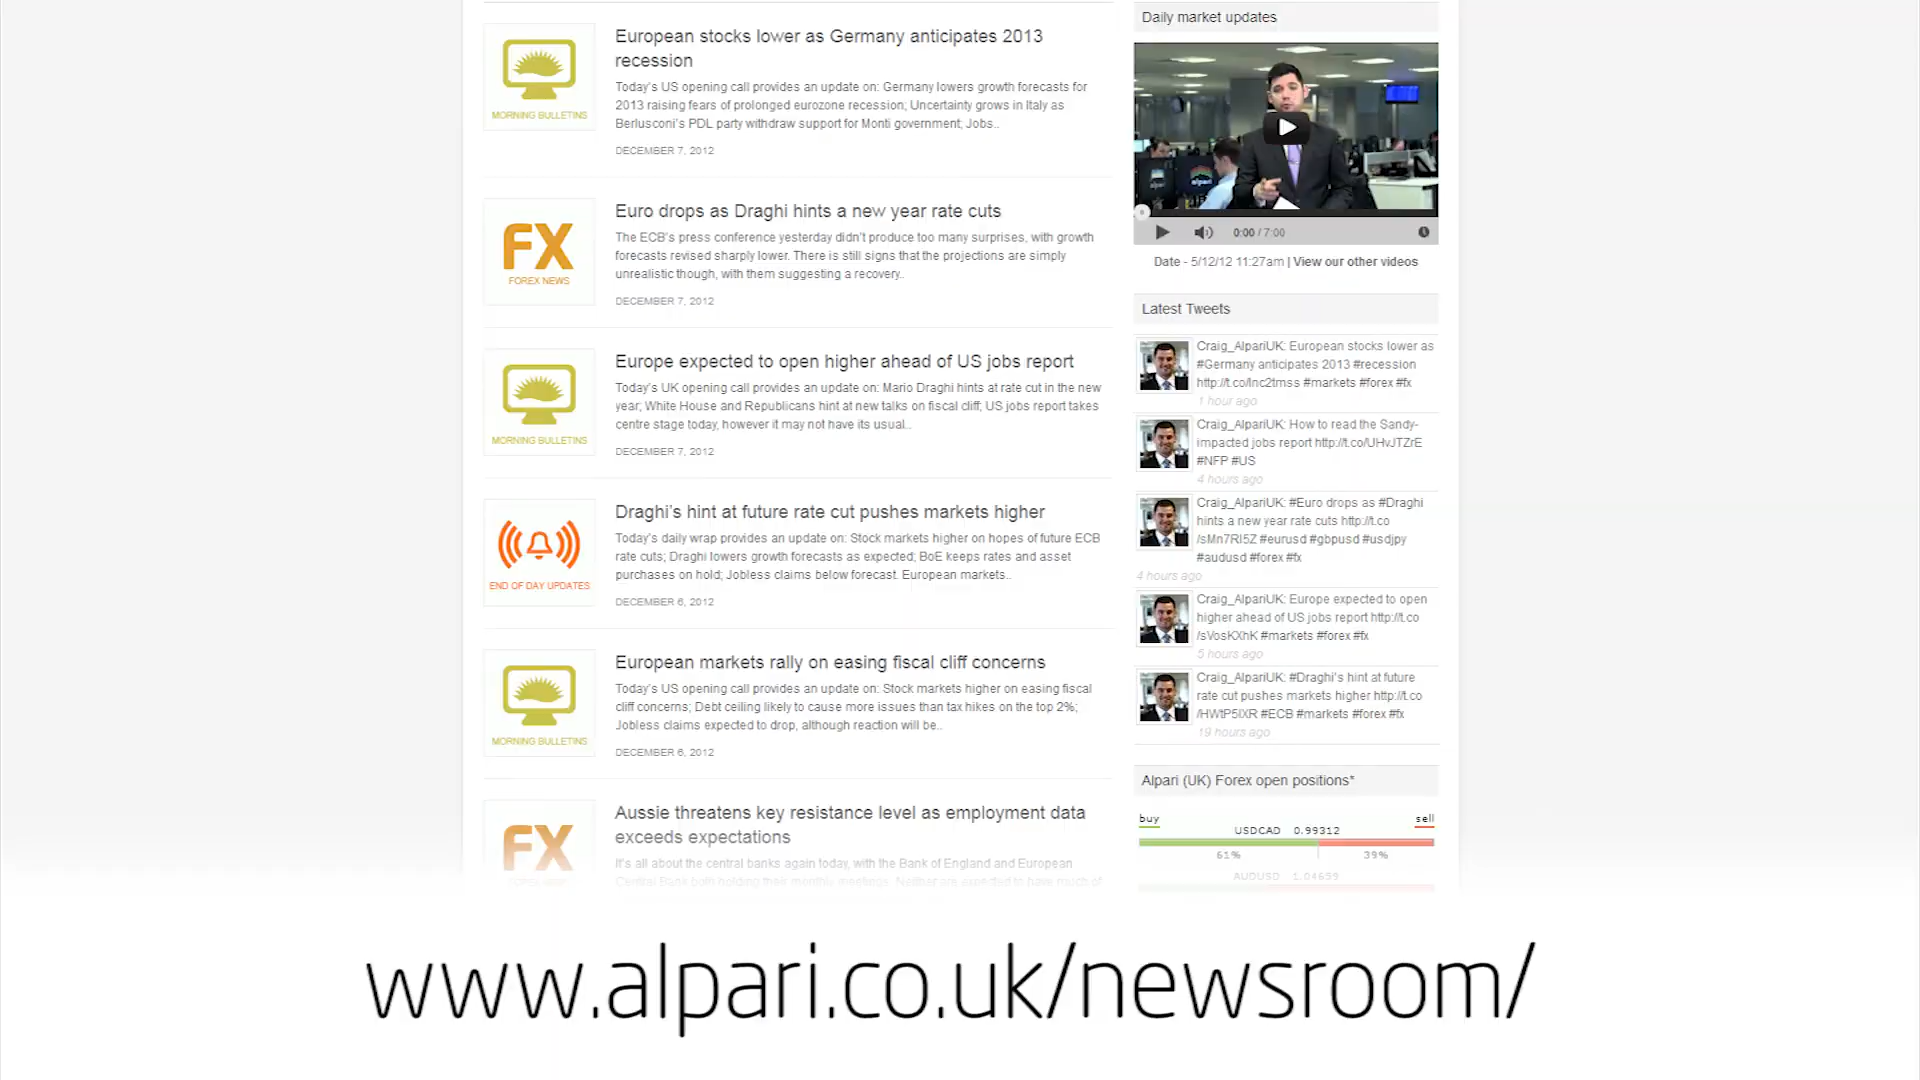 European stocks lower as Germany anticipates 2013
recession
Today's US opening call provides an update on: Germany lowers growth forecasts for
2013 raising fears of prolonged eurozone recession; Uncertainty grows in Italy as
Berlusconi's PDL party withdraw support for Monti government; Jobs..
DECEMBER 7, 2012
MORNING BULLETINS
Euro drops as Draghi hints a new year rate cuts
The ECB's press conference yesterday didn't produce too many surprises, with growth
forecasts revised sharply lower. There is still signs that the projections are simply
unrealistic though, with them suggesting a recovery..
DECEMBER 7, 2012
FX
FOREX NEWS
Europe expected to open higher ahead of US jobs report
Today's UK opening call provides an update on: Mario Draghi hints at rate cut in the new
year; White House and Republicans hint at new talks on fiscal cliff; US jobs report takes
centre stage today, however it may not have its usual..
DECEMBER 7, 2012
MORNING BULLETINS
Draghi's hint at future rate cut pushes markets higher
Today's daily wrap provides an update on: Stock markets higher on hopes of future ECB
rate cuts; Draghi lowers growth forecasts as expected; BoE keeps rates and asset
purchases on hold; Jobless claims below forecast. European markets..
DECEMBER 6, 2012
END OF DAY UPDATES
European markets rally on easing fiscal cliff concerns
Today's US opening call provides an update on: Stock markets higher on easing fiscal
cliff concerns; Debt ceiling likely to cause more issues than tax hikes on the top 2%;
Jobless claims expected to drop, although reaction will be..
DECEMBER 6, 2012
MORNING BULLETINS
Aussie threatens key resistance level as employment data
exceeds expectations
It's all about the central banks again today, with the Bank of England and European
Central Bank both holding their monthly meetings. Neither are expected to have much of
FX
Daily market updates
alpari
alpari
0:00 / 7:00
Date - 5/12/12 11:27am | View our other videos
Latest Tweets
Craig_AlpariUK: European stocks lower as
#Germany anticipates 2013 #recession
http://t.co/Inc2tmss #markets #forex #fx
1 hour ago
Craig_AlpariUK: How to read the Sandy-
impacted jobs report http://t.co/UHvJTZrE
#NFP #US
4 hours ago
Craig_AlpariUK: #Euro drops as #Draghi
hints a new year rate cuts http://t.co
/sMn7RI5Z #eurusd #gbpusd #usdjpy
#audusd #forex #fx
4 hours ago
Craig_AlpariUK: Europe expected to open
higher ahead of US jobs report http://t.co
/sVosKXhK #markets #forex #fx
5 hours ago
Craig_AlpariUK: #Draghi's hint at future
rate cut pushes markets higher http://t.co
/HWtP5IXR #ECB #markets #forex #fx
19 hours ago
Alpari (UK) Forex open positions*
buy sell
USDCAD 0.99312
61% 39%
AUDUSD 1.04659
www.alpari.co.uk/newsroom/